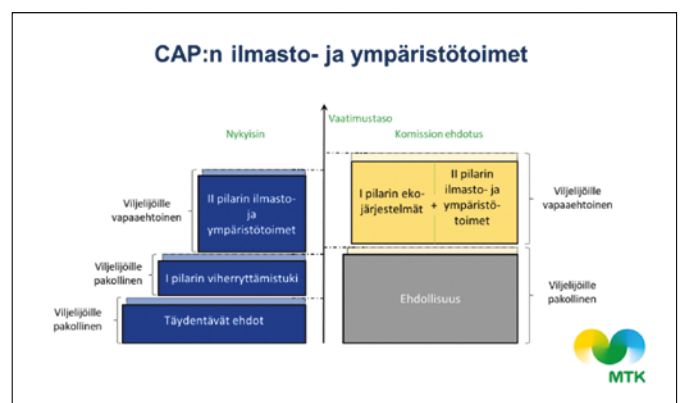 CAP:n ilmasto- ja ympäristötoimet
Vaatimustaso
Nykyisin
Komission ehdotus
Viljelijöille
vapaaehtoinen
II pilarin ilmasto-
ja
ympäristötoimet
Viljelijöille
pakollinen
I pilarin viherryttämistuki
Viljelijöille
pakollinen
Täydentävät ehdot
I pilarin eko-
järjestelmät
+
II pilarin
ilmasto- ja
ympäristö-
toimet
Viljelijöille
vapaaehtoinen
Ehdollisuus
Viljelijöille
pakollinen
MTK